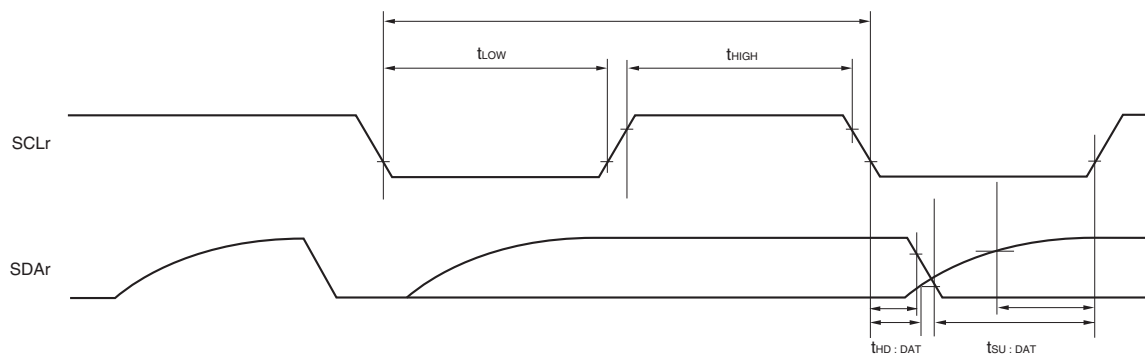 tLOW
tHIGH
SCLr
SDAr
tHD : DAT
tSU : DAT